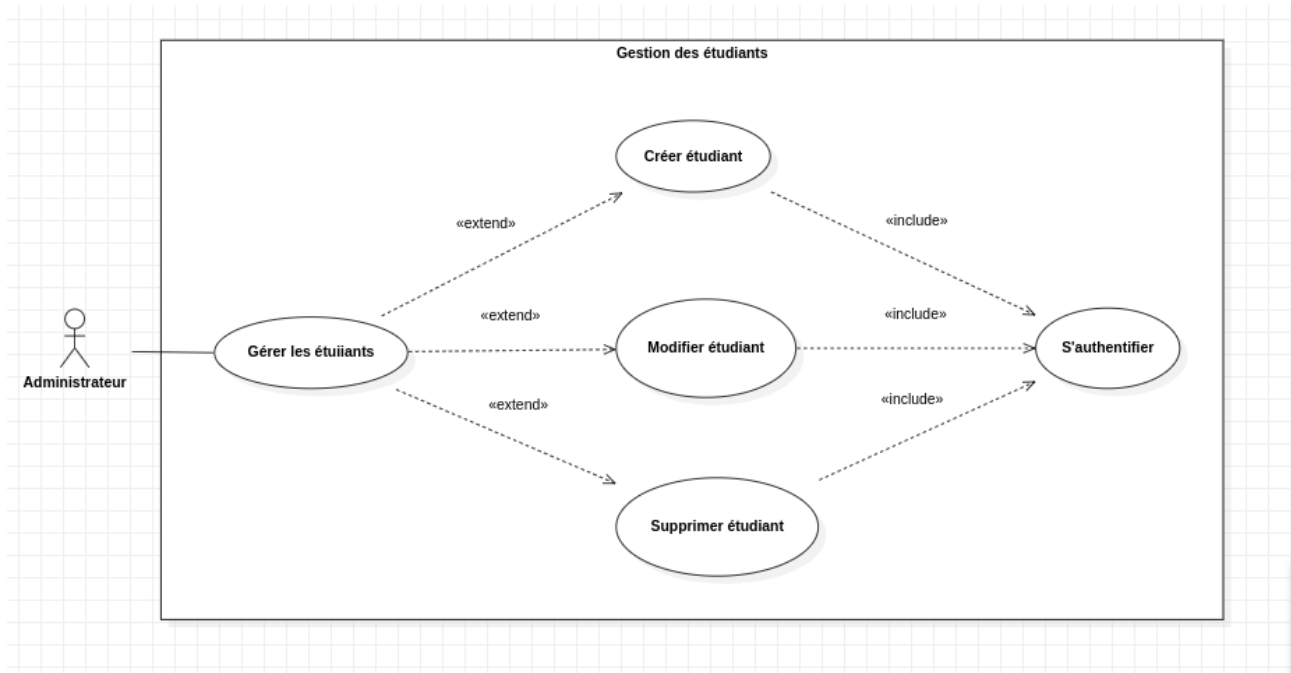 Gestion des étudiants
Créer étudiant
«extend»
«include»
«extend»
«include»
Gérer les étuiiants
Modifier étudiant
S'authentifier
Administrateur
«extend»
«include»
Supprimer étudiant